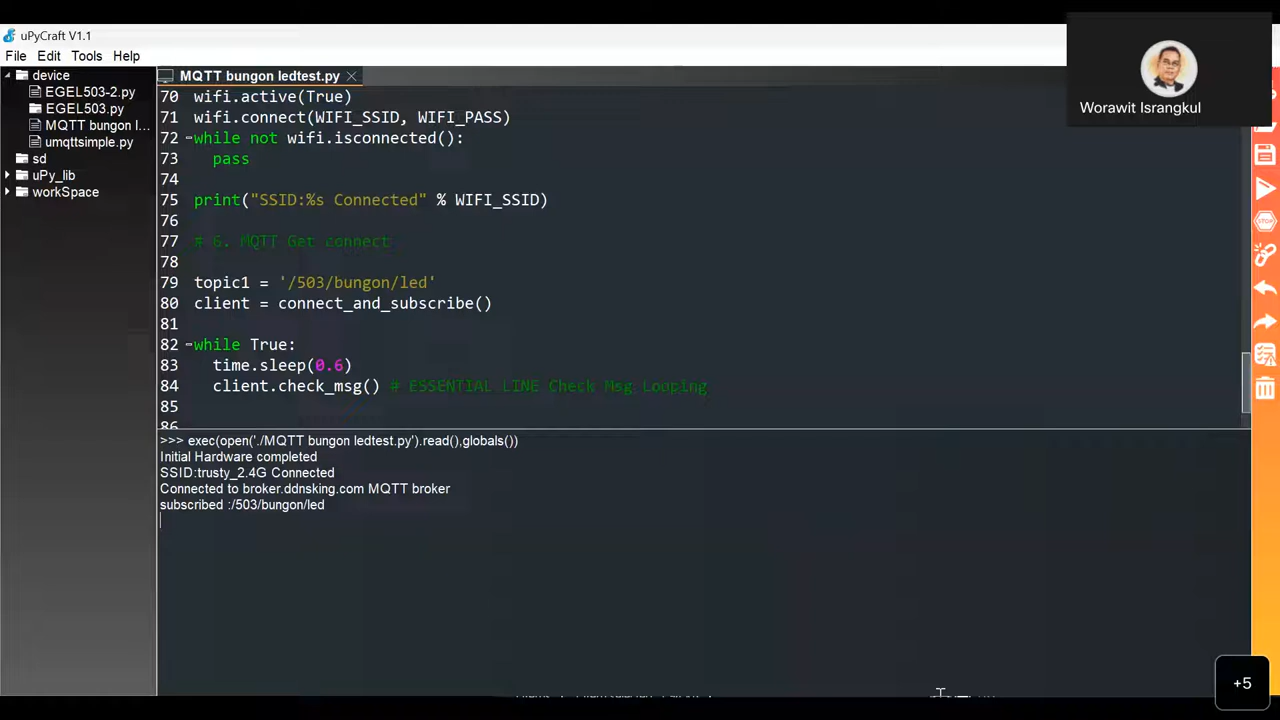 uPyCraft V1.1
File Edit Tools Help
Worawit Israngkul
device
EGEL503-2.py
EGEL503.py
MQTT bungon l...
umqttsimple.py
sd
uPy_lib
workSpace
MQTT bungon ledtest.py
70 wifi.active(True)
71 wifi.connect(WIFI_SSID, WIFI_PASS)
72 while not wifi.isconnected():
73 pass
74
75 print("SSID:%s Connected" % WIFI_SSID)
76
77 # 6. MQTT Get connect
78
79 topic1 = '/503/bungon/led'
80 client = connect_and_subscribe()
81
82 while True:
83 time.sleep(0.6)
84 client.check_msg() # ESSENTIAL LINE Check Msg Looping
85
86
>>> exec(open('./MQTT bungon ledtest.py').read(),globals())
Initial Hardware completed
SSID:trusty_2.4G Connected
Connected to broker.ddnsking.com MQTT broker
subscribed :/503/bungon/led
+5